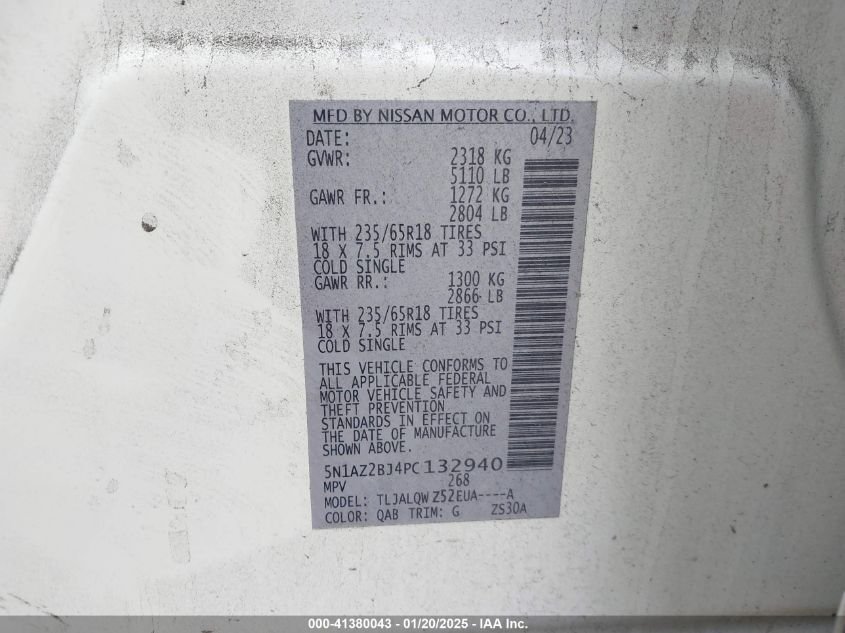 MFD BY NISSAN MOTOR CO., LTD.
DATE: 04/23
GVWR: 2318 KG
5110 LB
GAWR FR.: 1272 KG
2804 LB
WITH 235/65R18 TIRES
18 X 7.5 RIMS AT 33 PSI
COLD SINGLE
GAWR RR.: 1300 KG
2866 LB
WITH 235/65R18 TIRES
18 X 7.5 RIMS AT 33 PSI
COLD SINGLE
THIS VEHICLE CONFORMS TO
ALL APPLICABLE FEDERAL
MOTOR VEHICLE SAFETY AND
THEFT PREVENTION
STANDARDS IN EFFECT ON
THE DATE OF MANUFACTURE
SHOWN ABOVE.
5N1AZ2BJ4PC132940
MPV 268
MODEL: TLJALQW Z52EUA----A
COLOR: QAB TRIM: G ZS30A
000-41380043 - 01/20/2025 - IAA Inc.